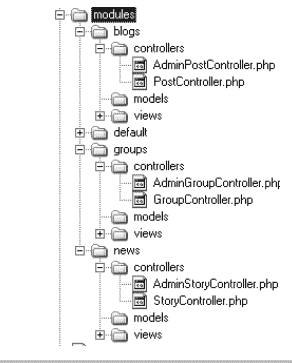 modules
blogs
controllers
AdminPostController.php
PostController.php
models
views
default
groups
controllers
AdminGroupController.php
GroupController.php
models
views
news
controllers
AdminStoryController.php
StoryController.php
models
views